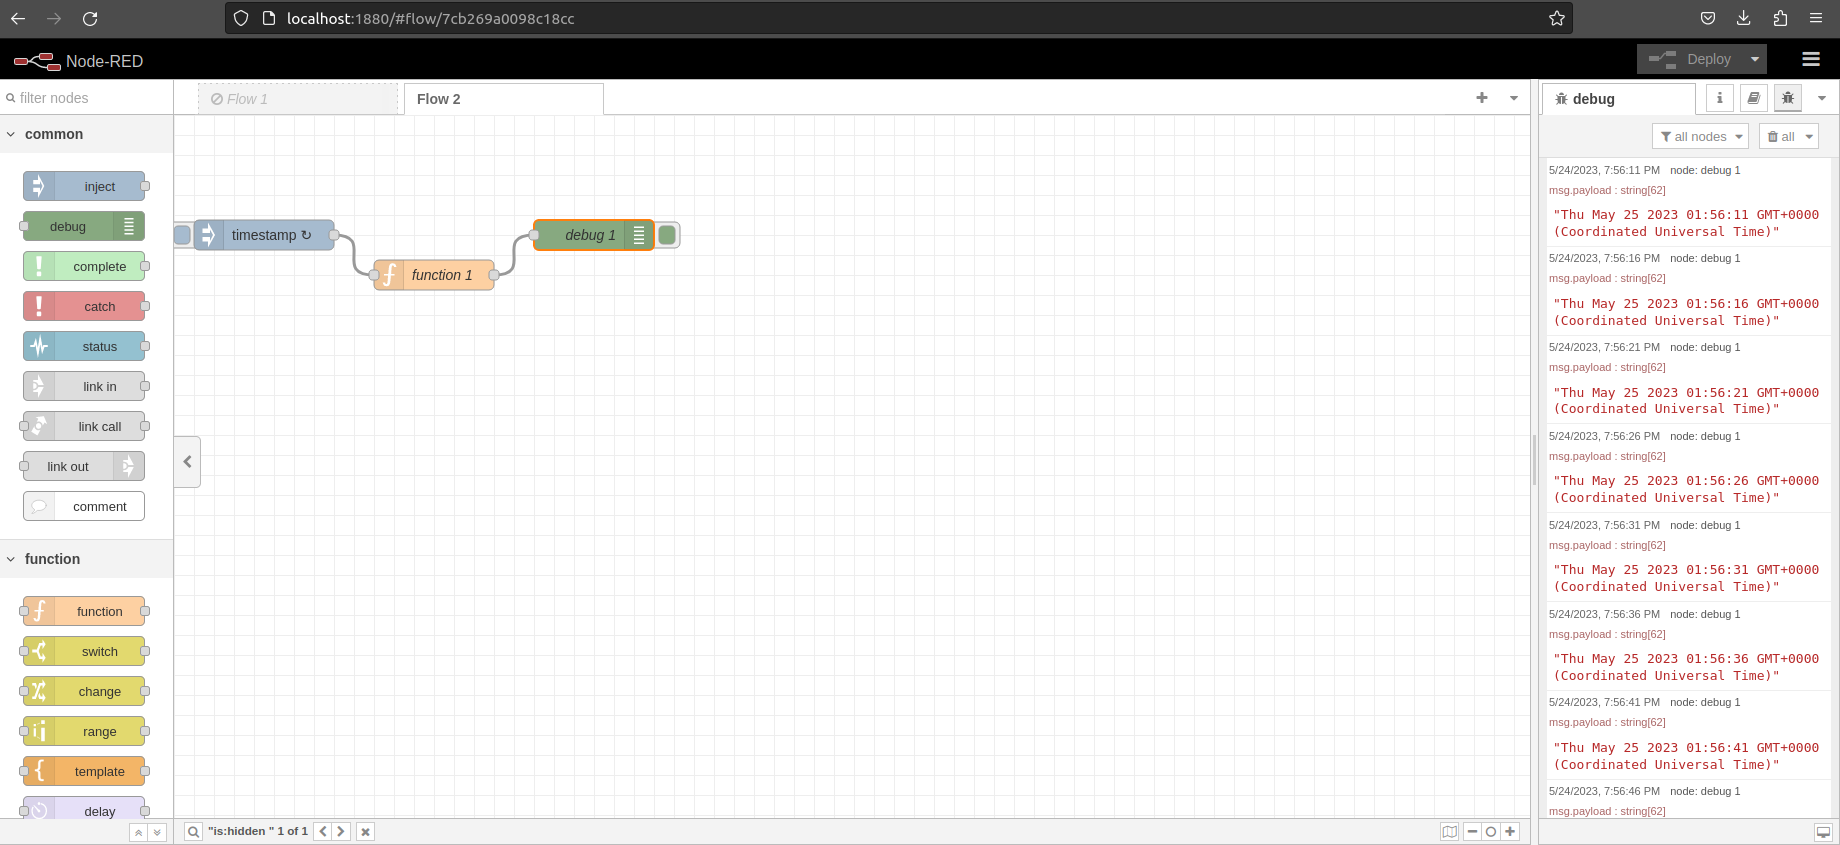 localhost:1880/#flow/7cb269a0098c18cc
Node-RED
Deploy
filter nodes
Flow 1
Flow 2
debug
all nodes
all
common
inject
debug
complete
catch
status
link in
link call
link out
comment
function
function
switch
change
range
template
delay
timestamp ↻
function 1
debug 1
5/24/2023, 7:56:11 PM node: debug 1
msg.payload : string[62]
"Thu May 25 2023 01:56:11 GMT+0000
(Coordinated Universal Time)"
5/24/2023, 7:56:16 PM node: debug 1
msg.payload : string[62]
"Thu May 25 2023 01:56:16 GMT+0000
(Coordinated Universal Time)"
5/24/2023, 7:56:21 PM node: debug 1
msg.payload : string[62]
"Thu May 25 2023 01:56:21 GMT+0000
(Coordinated Universal Time)"
5/24/2023, 7:56:26 PM node: debug 1
msg.payload : string[62]
"Thu May 25 2023 01:56:26 GMT+0000
(Coordinated Universal Time)"
5/24/2023, 7:56:31 PM node: debug 1
msg.payload : string[62]
"Thu May 25 2023 01:56:31 GMT+0000
(Coordinated Universal Time)"
5/24/2023, 7:56:36 PM node: debug 1
msg.payload : string[62]
"Thu May 25 2023 01:56:36 GMT+0000
(Coordinated Universal Time)"
5/24/2023, 7:56:41 PM node: debug 1
msg.payload : string[62]
"Thu May 25 2023 01:56:41 GMT+0000
(Coordinated Universal Time)"
5/24/2023, 7:56:46 PM node: debug 1
msg.payload : string[62]
"is:hidden " 1 of 1